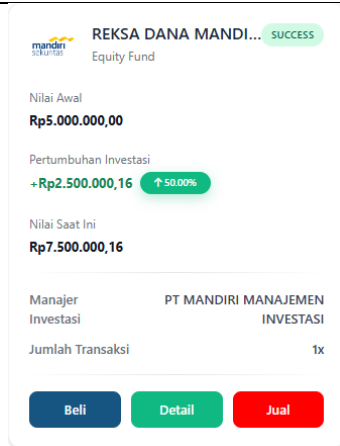 mandiri
sekuritas
REKSA DANA MANDI...
SUCCESS
Equity Fund
Nilai Awal
Rp5.000.000,00
Pertumbuhan Investasi
+Rp2.500.000,16 ↑ 50.00%
Nilai Saat Ini
Rp7.500.000,16
Manajer Investasi
PT MANDIRI MANAJEMEN INVESTASI
Jumlah Transaksi 1x
Beli Detail Jual